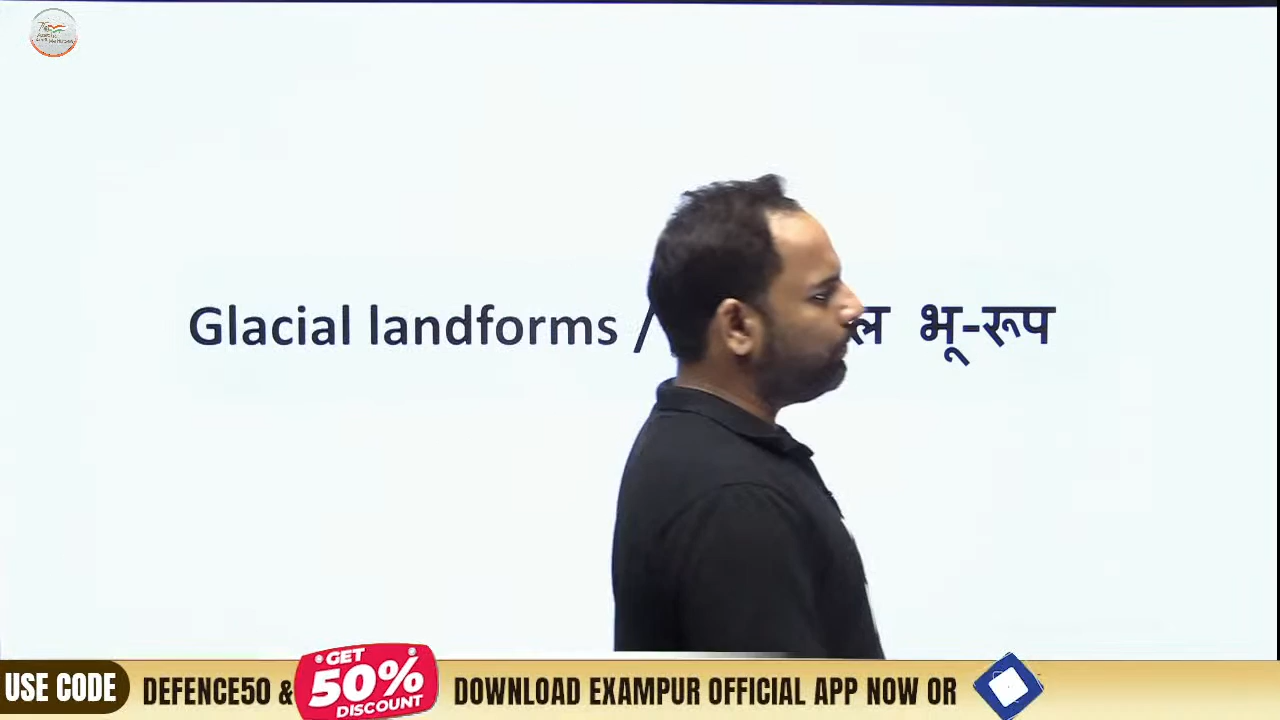 Glacial landforms / भू-रूप
USE CODE DEFENCE50 & GET 50% DISCOUNT DOWNLOAD EXAMPUR OFFICIAL APP NOW OR